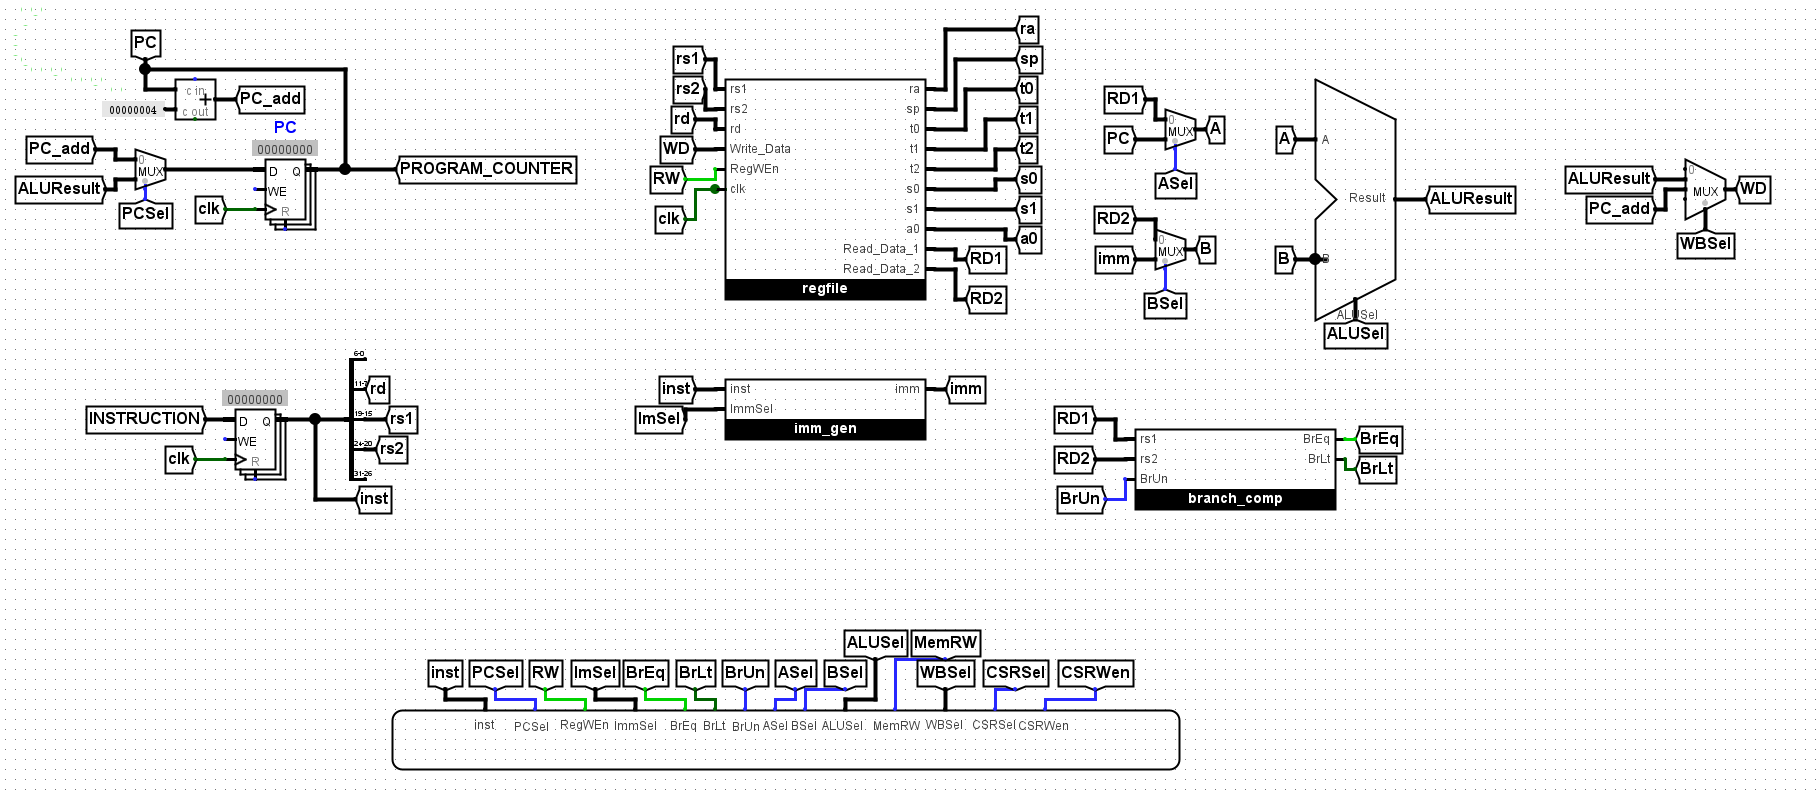 PC
c in
+
c out
00000004
PC_add
PC
00000000
PC_add
ALUResult
0
MUX
PCSel
D Q
WE
R
clk
PROGRAM_COUNTER
rs1
rs2
rd
WD
RW
clk
rs1
rs2
rd
Write_Data
RegWEn
clk
ra
sp
t0
t1
t2
s0
s1
a0
Read_Data_1
Read_Data_2
regfile
ra
sp
t0
t1
t2
s0
s1
a0
RD1
RD2
RD1
PC
0
MUX
A
ASel
RD2
imm
0
MUX
B
BSel
A
B
A
B
Result
ALUSel
ALUSel
ALUResult
ALUResult
PC_add
0
MUX
WD
WBSel
INSTRUCTION
00000000
D Q
WE
R
clk
6-0
11-7
19-15
24-20
31-26
rd
rs1
rs2
inst
inst
ImSel
inst
ImmSel
imm
imm_gen
imm
RD1
RD2
BrUn
rs1
rs2
BrUn
BrEq
BrLt
branch_comp
BrEq
BrLt
ALUSel MemRW
inst PCSel RW ImSel BrEq BrLt BrUn ASel BSel WBSel CSRSel CSRWen
inst PCSel RegWEn ImmSel BrEq BrLt BrUn ASel BSel ALUSel MemRW WBSel CSRSel CSRWen